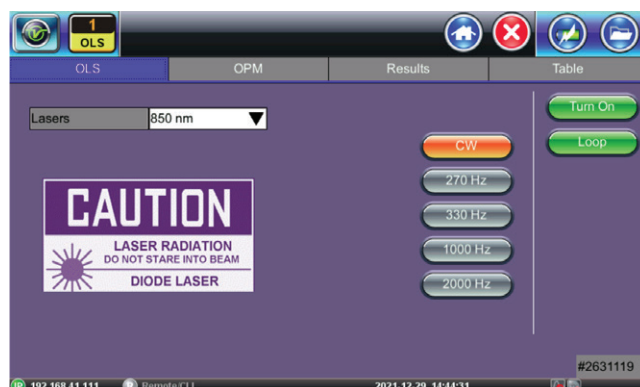 1
OLS
OLS OPM Results Table
Lasers 850 nm
Turn On
Loop
CW
270 Hz
330 Hz
1000 Hz
2000 Hz
CAUTION
LASER RADIATION
DO NOT STARE INTO BEAM
DIODE LASER
#2631119
IP 192.168.41.111 R Remote/CLI 2021-12-29 14:44:31